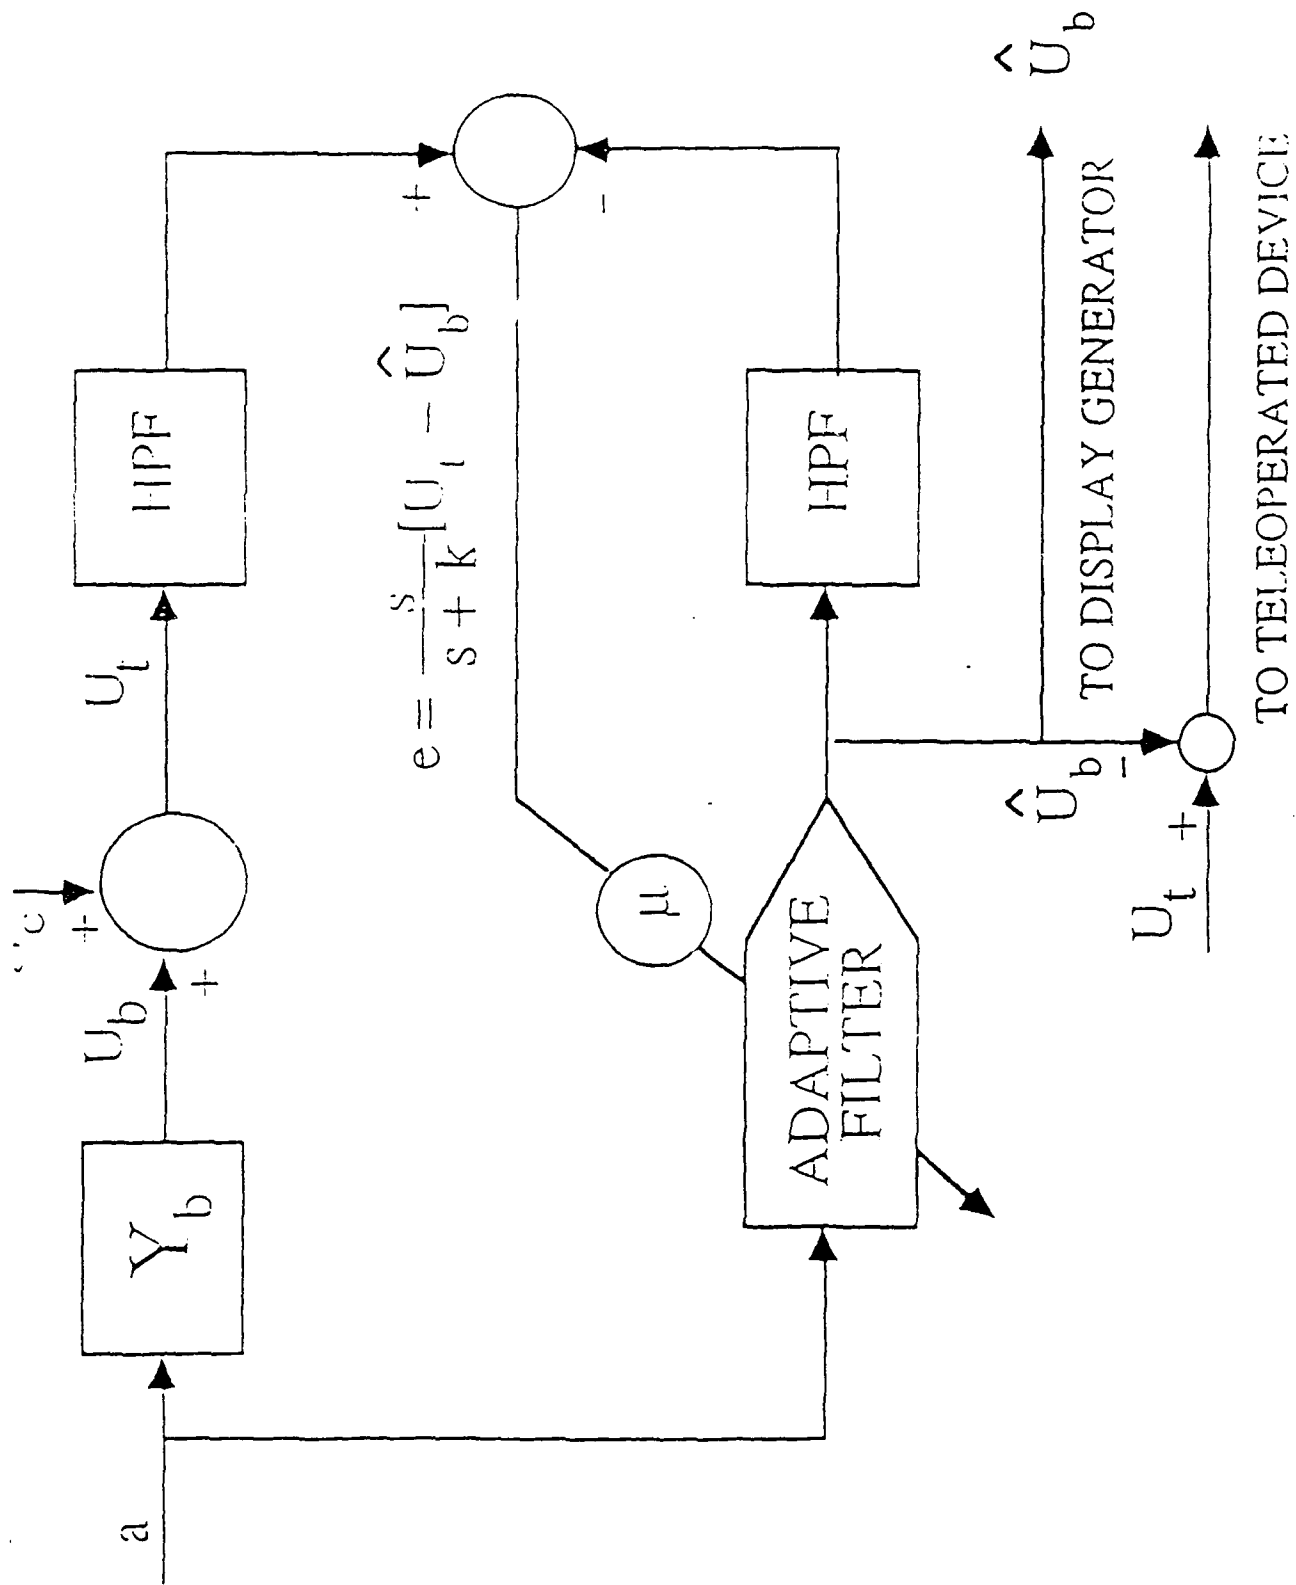 a
Y_b
U_b
+
+
c
U_t
HPF
+
-
e = s/(s + k) [U_t - Û_b]
μ
ADAPTIVE
FILTER
HPF
Û_b
Û_b
TO DISPLAY GENERATOR
U_t
+
-
TO TELEOPERATED DEVICE